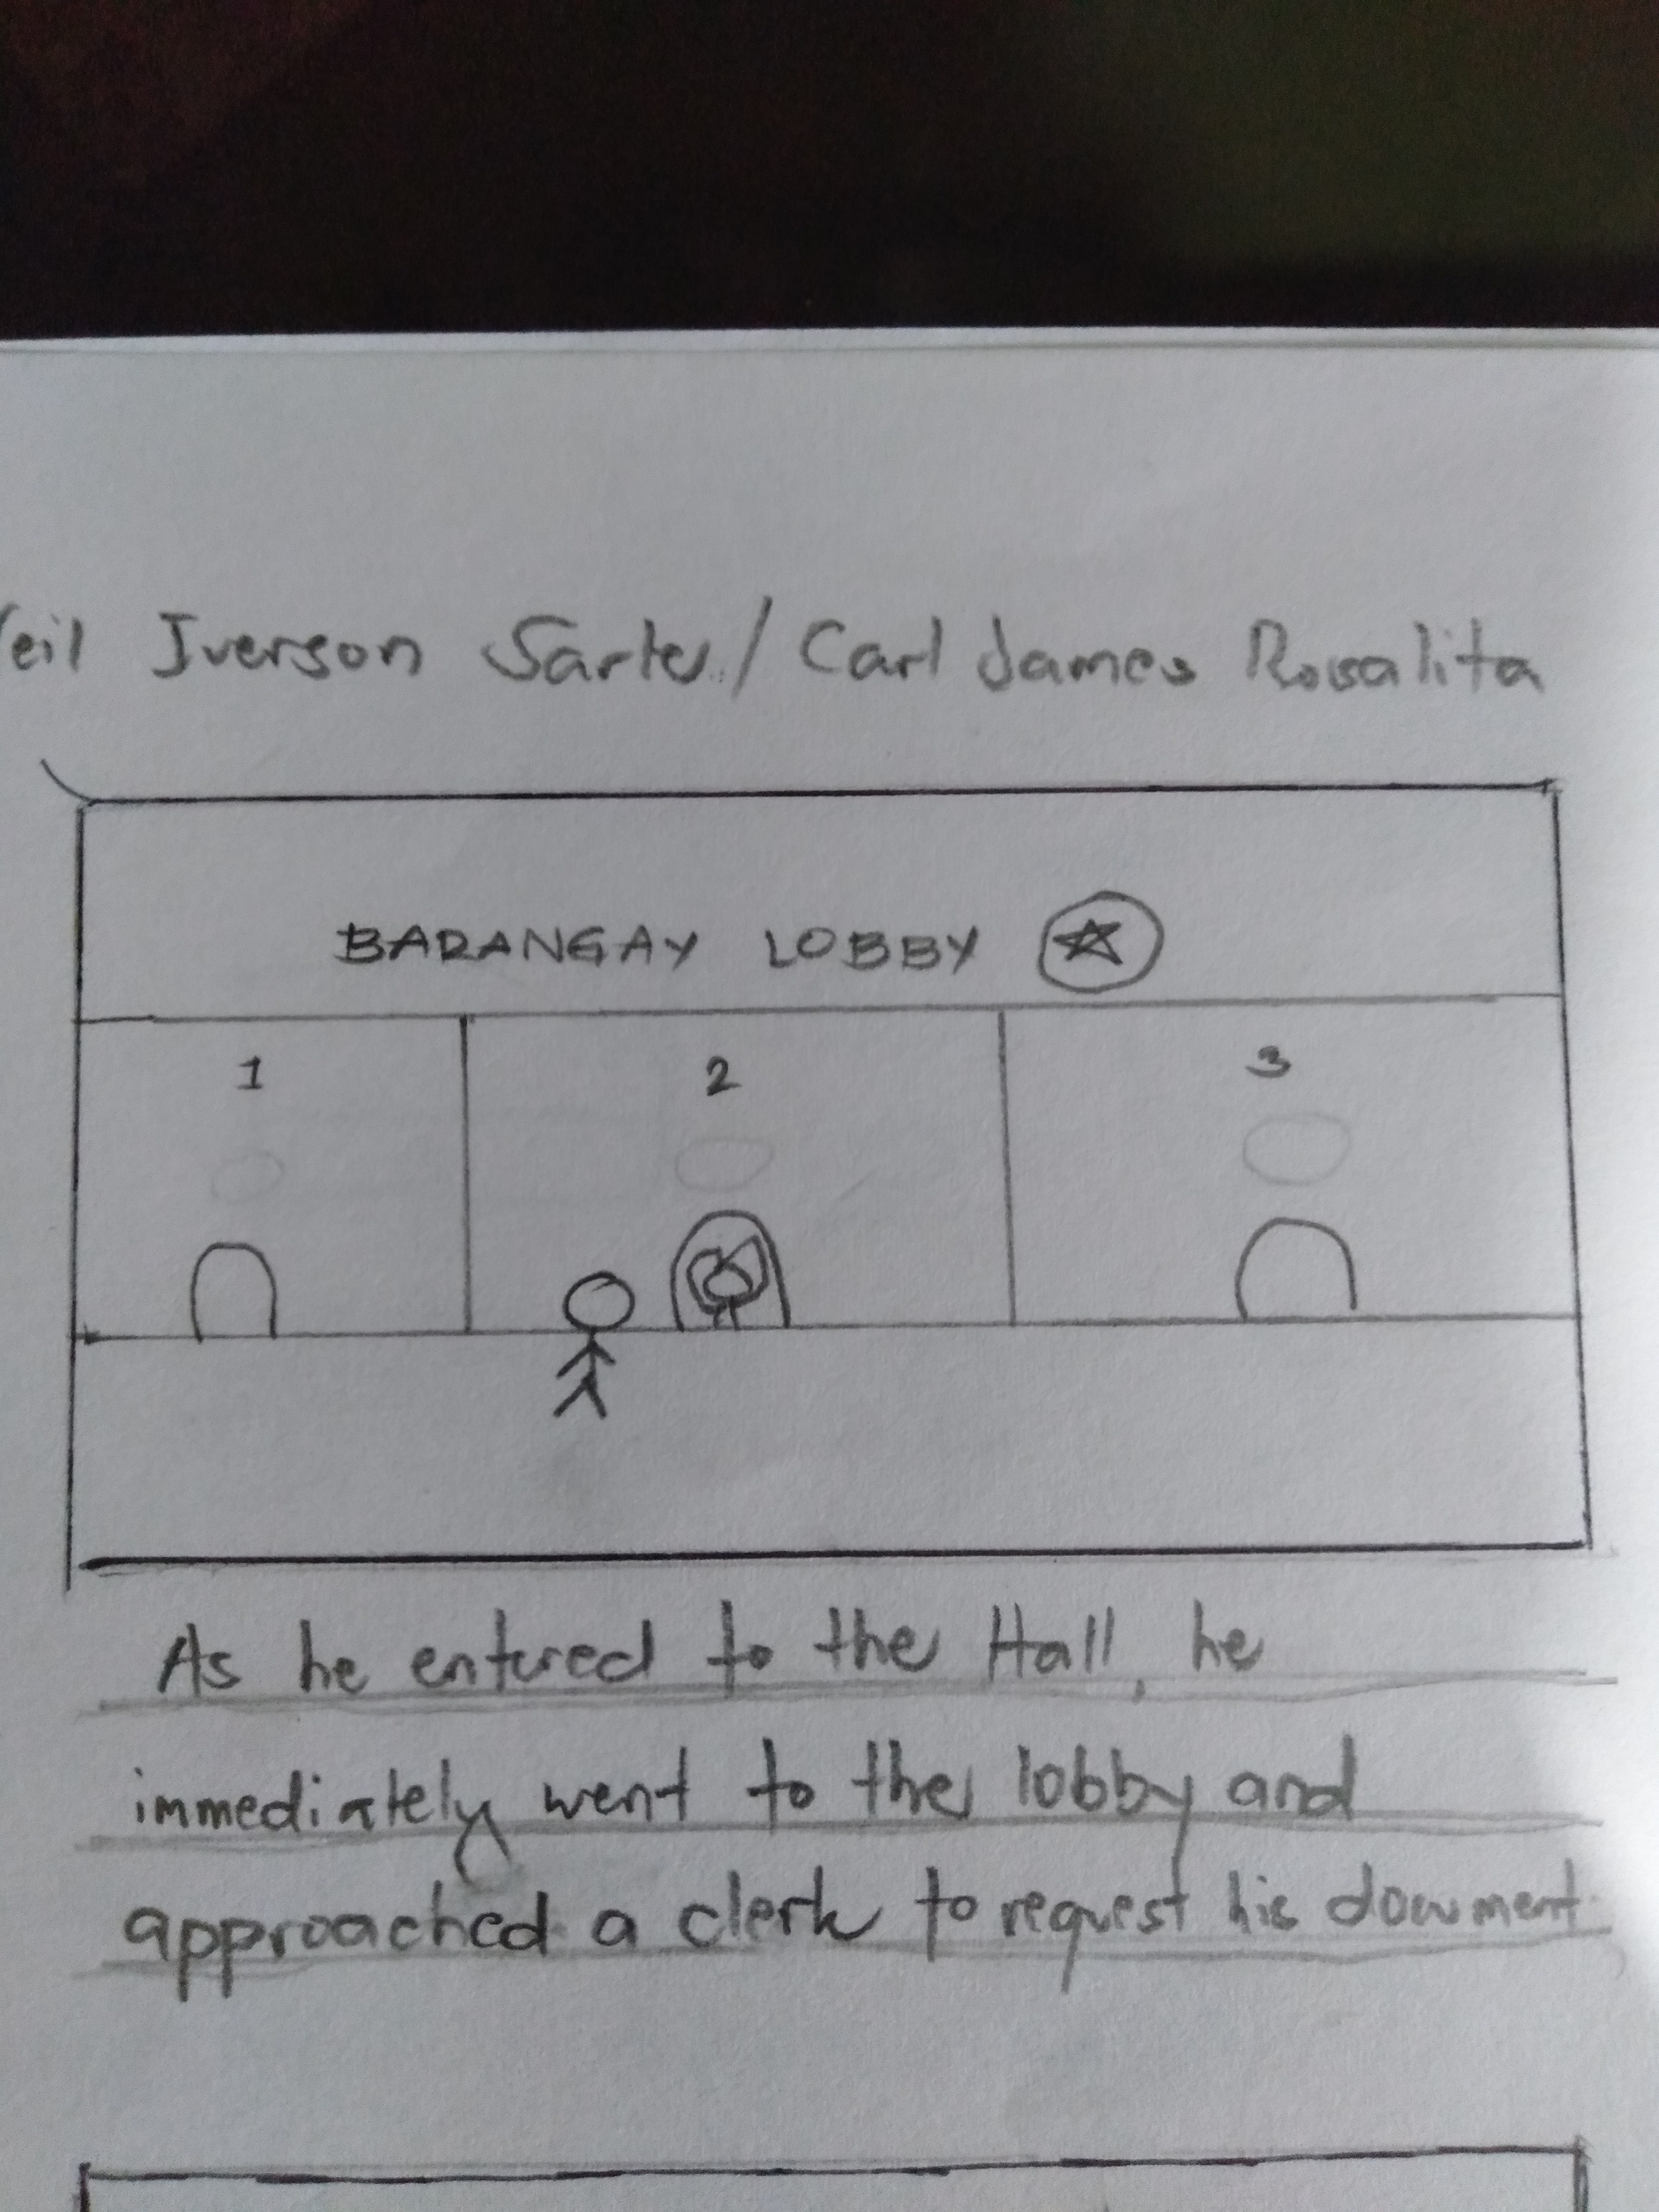 Iverson Sarte / Carl James Rosalita
BARANGAY LOBBY
1 2 3
As he entered to the Hall, he
immediately went to the lobby and
approached a clerk to request his document